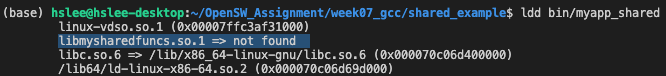 (base) hslee@hslee-desktop:~/OpenSW_Assignment/week07_gcc/shared_example$ ldd bin/myapp_shared
linux-vdso.so.1 (0x00007ffc3af31000)
libmysharedfuncs.so.1 => not found
libc.so.6 => /lib/x86_64-linux-gnu/libc.so.6 (0x000070c06d400000)
/lib64/ld-linux-x86-64.so.2 (0x000070c06d69d000)